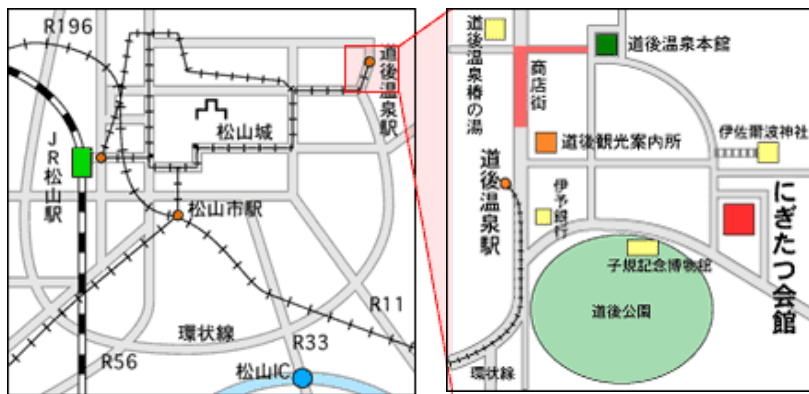 R196
道後温泉駅
松山城
JR松山駅
松山市駅
R11
環状線
R33
R56
松山IC
道後温泉椿の湯
道後温泉本館
商店街
伊佐爾波神社
道後観光案内所
道後温泉駅
伊予銀行
にぎたつ会館
子規記念博物館
道後公園
環状線